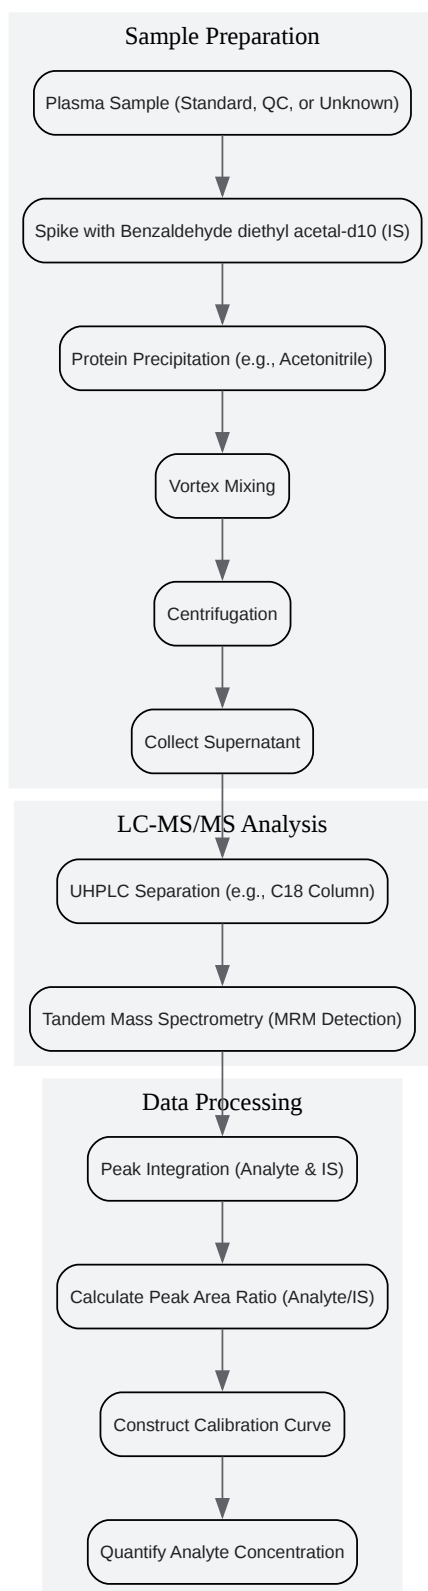 Sample Preparation
Plasma Sample (Standard, QC, or Unknown)
Spike with Benzaldehyde diethyl acetal-d10 (IS)
Protein Precipitation (e.g., Acetonitrile)
Vortex Mixing
Centrifugation
Collect Supernatant
LC-MS/MS Analysis
UHPLC Separation (e.g., C18 Column)
Tandem Mass Spectrometry (MRM Detection)
Data Processing
Peak Integration (Analyte & IS)
Calculate Peak Area Ratio (Analyte/IS)
Construct Calibration Curve
Quantify Analyte Concentration